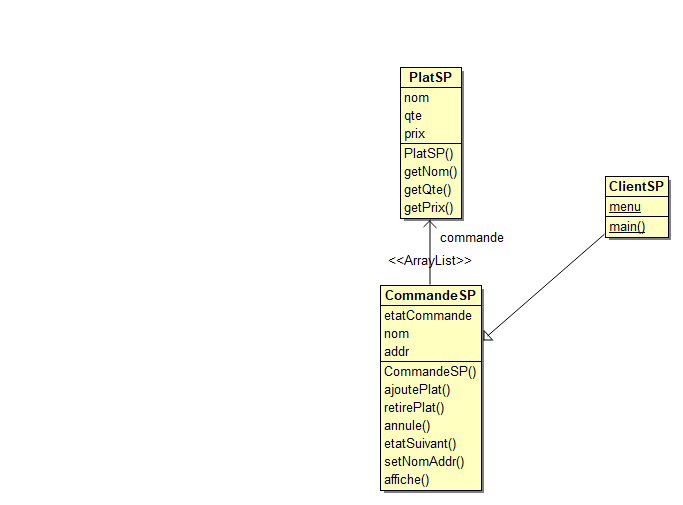 PlatSP
nom
qte
prix
PlatSP()
getNom()
getQte()
getPrix()
ClientSP
menu
main()
commande
<<ArrayList>>
CommandeSP
etatCommande
nom
addr
CommandeSP()
ajoutePlat()
retirePlat()
annule()
etatSuivant()
setNomAddr()
affiche()